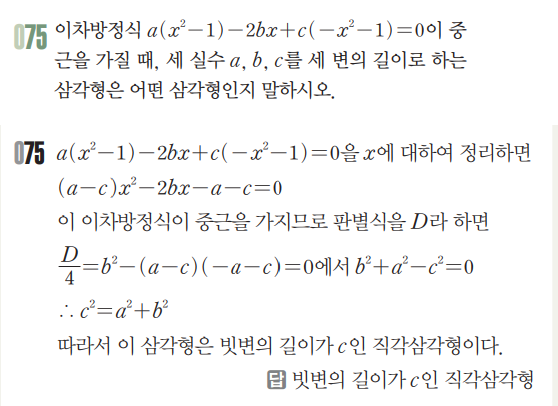 075 이차방정식 a(x²-1)-2bx+c(-x²-1)=0이 중
근을 가질 때, 세 실수 a, b, c를 세 변의 길이로 하는
삼각형은 어떤 삼각형인지 말하시오.
075 a(x²-1)-2bx+c(-x²-1)=0을 x에 대하여 정리하면
(a-c)x²-2bx-a-c=0
이 이차방정식이 중근을 가지므로 판별식을 D라 하면
D/4=b²-(a-c)(-a-c)=0에서 b²+a²-c²=0
∴ c²=a²+b²
따라서 이 삼각형은 빗변의 길이가 c인 직각삼각형이다.
답 빗변의 길이가 c인 직각삼각형